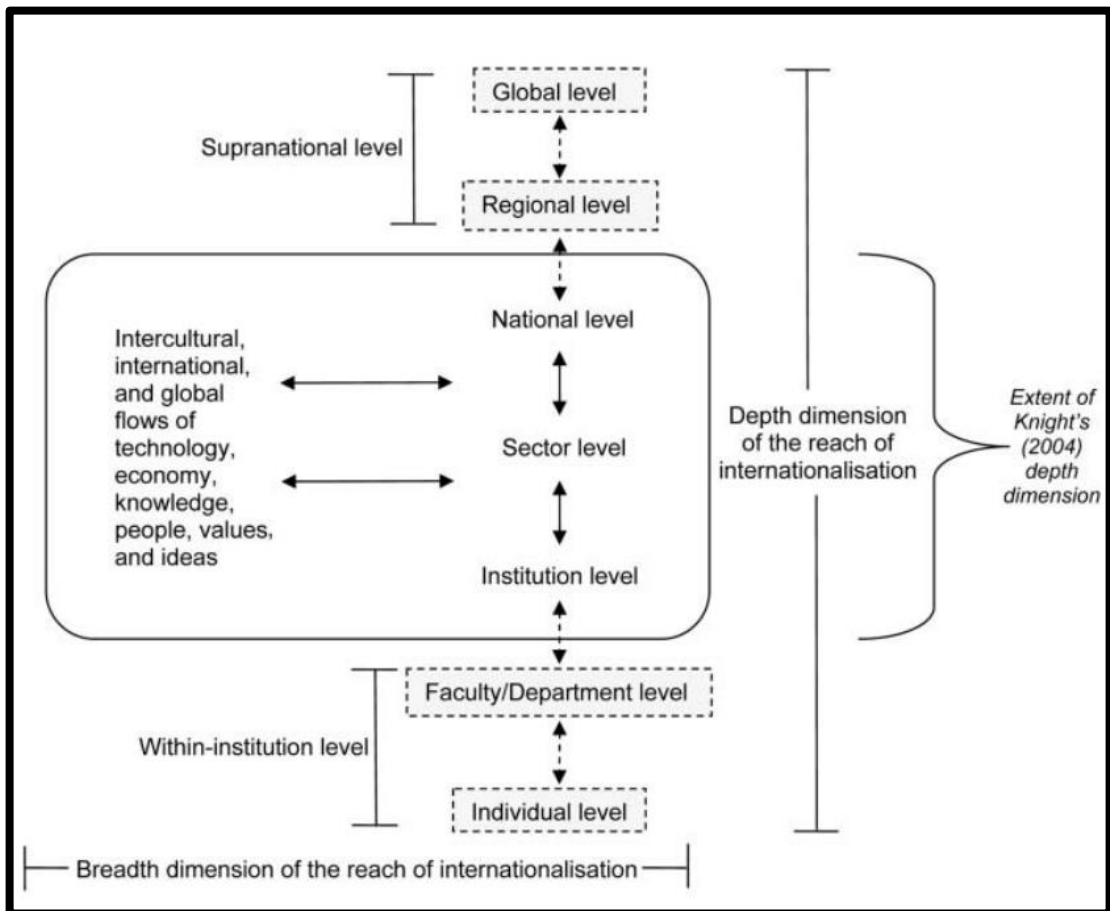 Global level
Supranational level
Regional level
National level
Intercultural,
international,
and global
flows of
technology,
economy,
knowledge,
people, values,
and ideas
Sector level
Institution level
Depth dimension
of the reach of
internationalisation
Extent of
Knight's
(2004)
depth
dimension
Faculty/Department level
Within-institution level
Individual level
Breadth dimension of the reach of internationalisation